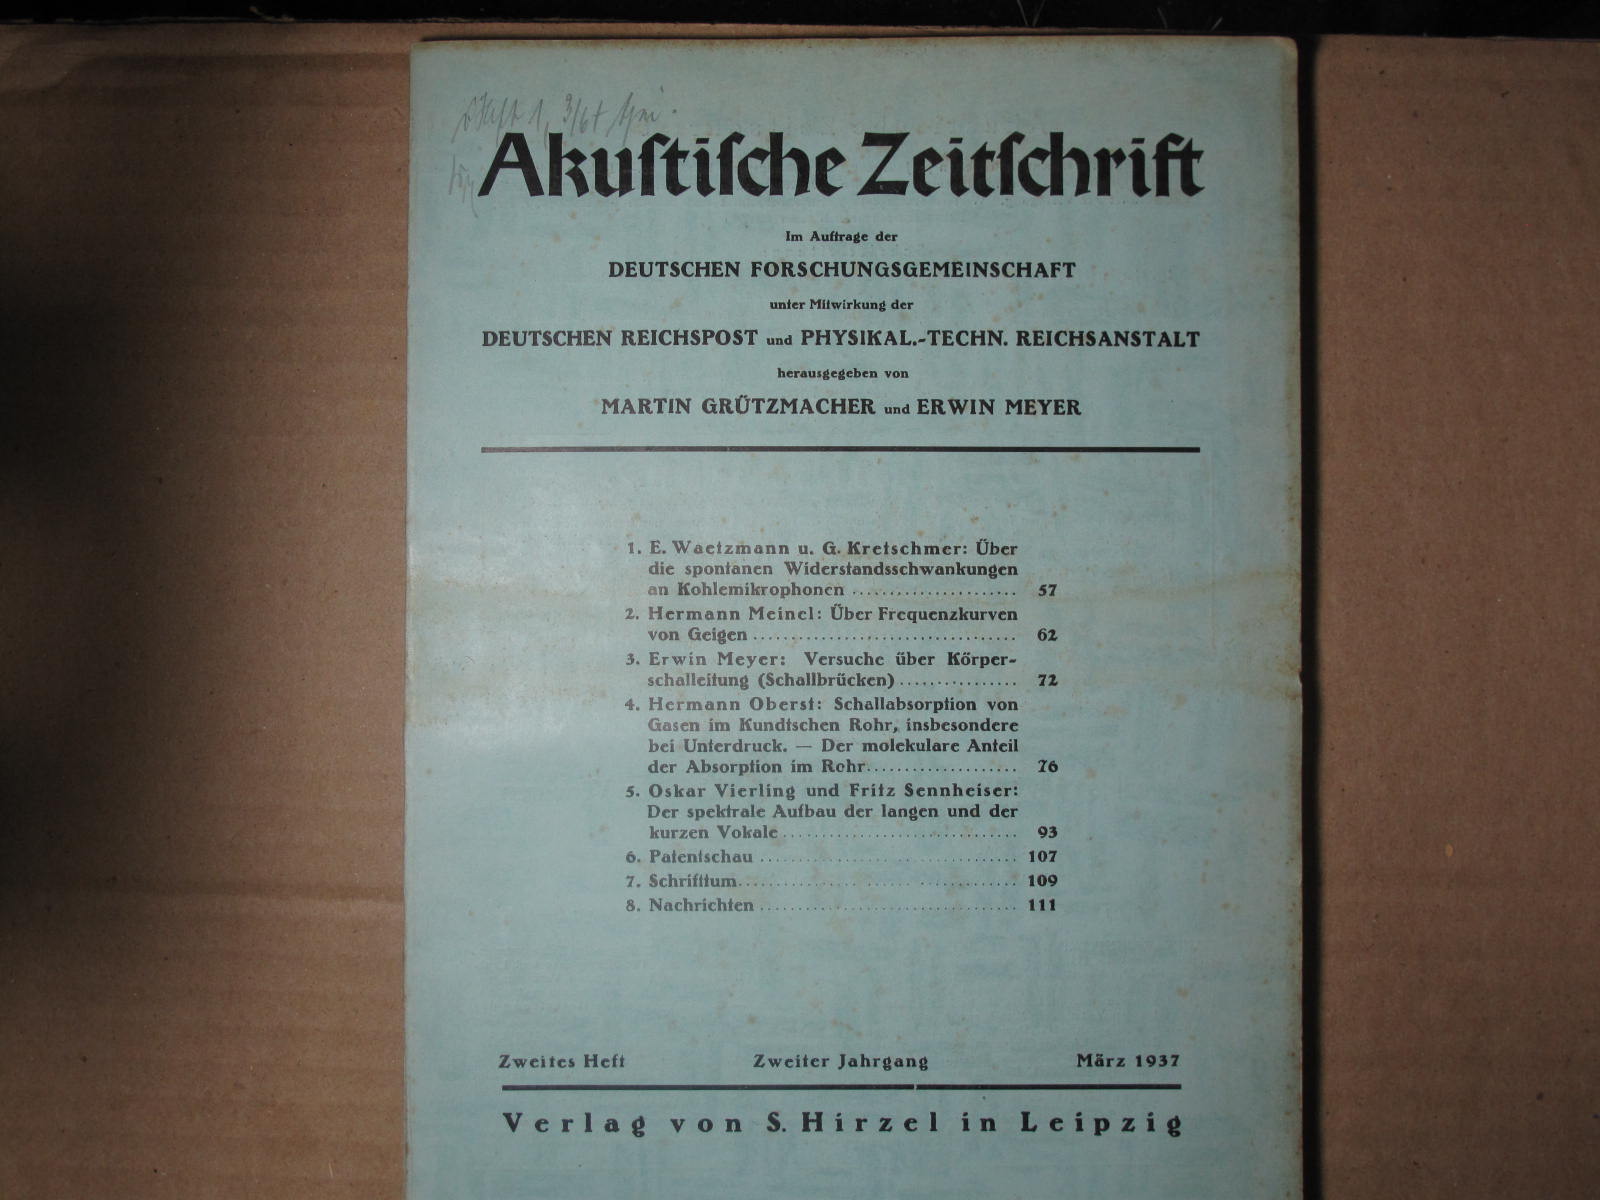 Akuſtiſche Zeitſchrift
Im Auftrage der
DEUTSCHEN FORSCHUNGSGEMEINSCHAFT
unter Mitwirkung der
DEUTSCHEN REICHSPOST und PHYSIKAL.-TECHN. REICHSANSTALT
herausgegeben von
MARTIN GRÜTZMACHER und ERWIN MEYER
1. E. Waetzmann u. G. Kretschmer: Über
die spontanen Widerstandsschwankungen
an Kohlemikrophonen ..................... 57
2. Hermann Meinel: Über Frequenzkurven
von Geigen ................................. 62
3. Erwin Meyer: Versuche über Körper-
schalleitung (Schallbrücken) ............... 72
4. Hermann Oberst: Schallabsorption von
Gasen im Kundtschen Rohr, insbesondere
bei Unterdruck. — Der molekulare Anteil
der Absorption im Rohr................... 76
5. Oskar Vierling und Fritz Sennheiser:
Der spektrale Aufbau der langen und der
kurzen Vokale ............................. 93
6. Patentschau ................................ 107
7. Schrifttum.................................. 109
8. Nachrichten ................................ 111
Zweites Heft Zweiter Jahrgang März 1937
Verlag von S. Hirzel in Leipzig